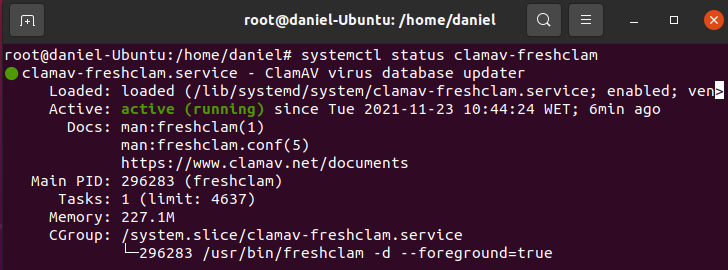 root@daniel-Ubuntu: /home/daniel
root@daniel-Ubuntu:/home/daniel# systemctl status clamav-freshclam
● clamav-freshclam.service - ClamAV virus database updater
Loaded: loaded (/lib/systemd/system/clamav-freshclam.service; enabled; ven>
Active: active (running) since Tue 2021-11-23 10:44:24 WET; 6min ago
Docs: man:freshclam(1)
man:freshclam.conf(5)
https://www.clamav.net/documents
Main PID: 296283 (freshclam)
Tasks: 1 (limit: 4637)
Memory: 227.1M
CGroup: /system.slice/clamav-freshclam.service
└─296283 /usr/bin/freshclam -d --foreground=true